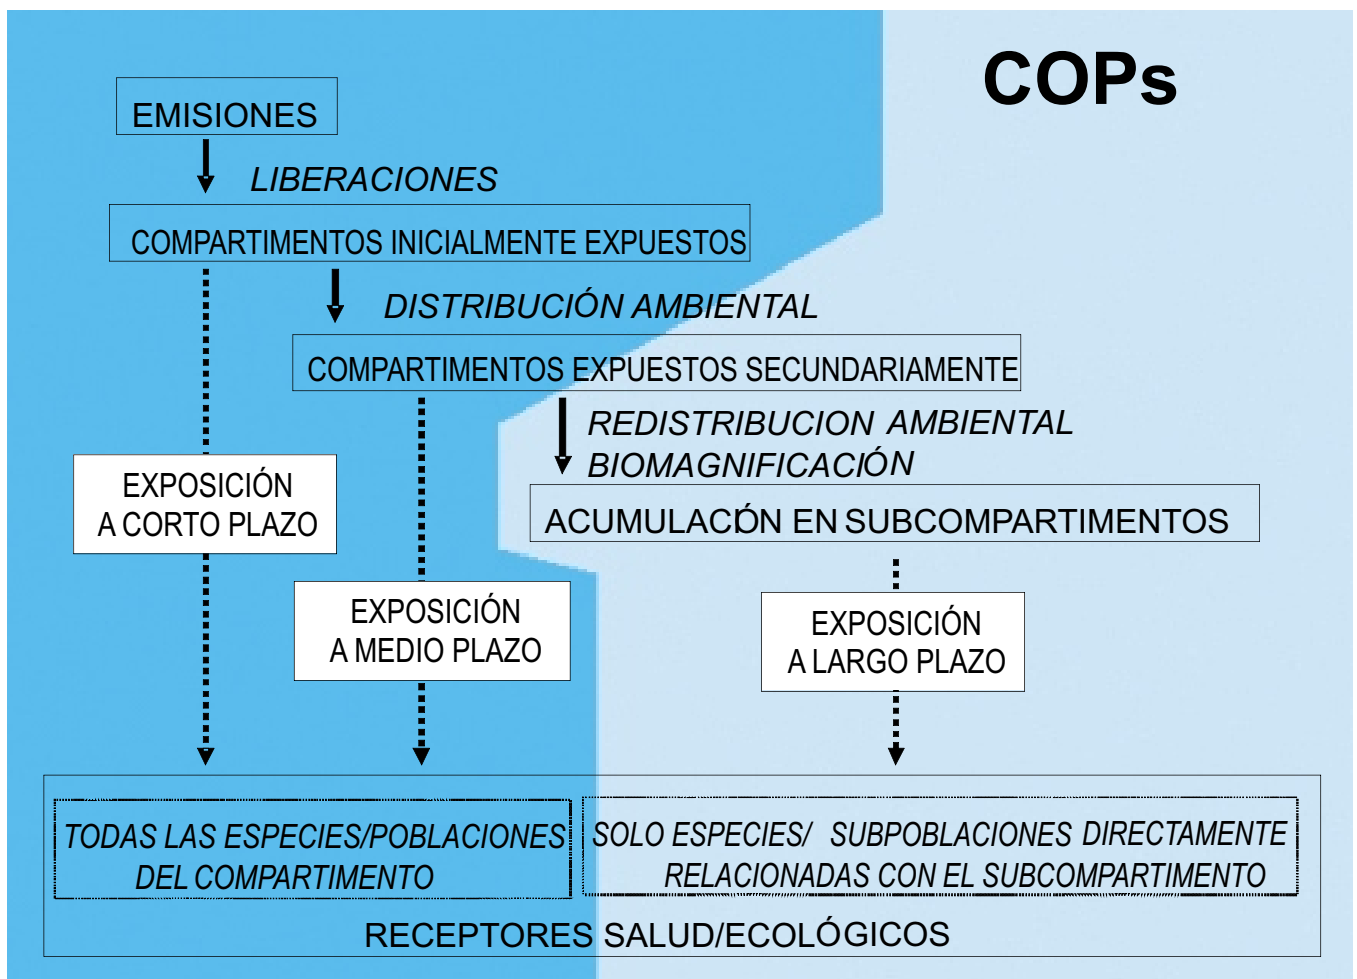 COPs
EMISIONES
LIBERACIONES
COMPARTIMENTOS INICIALMENTE EXPUESTOS
DISTRIBUCIÓN AMBIENTAL
COMPARTIMENTOS EXPUESTOS SECUNDARIAMENTE
REDISTRIBUCION AMBIENTAL
BIOMAGNIFICACIÓN
ACUMULACÓN EN SUBCOMPARTIMENTOS
EXPOSICIÓN
A CORTO PLAZO
EXPOSICIÓN
A MEDIO PLAZO
EXPOSICIÓN
A LARGO PLAZO
TODAS LAS ESPECIES/POBLACIONES
DEL COMPARTIMENTO
SOLO ESPECIES/ SUBPOBLACIONES DIRECTAMENTE
RELACIONADAS CON EL SUBCOMPARTIMENTO
RECEPTORES SALUD/ECOLÓGICOS